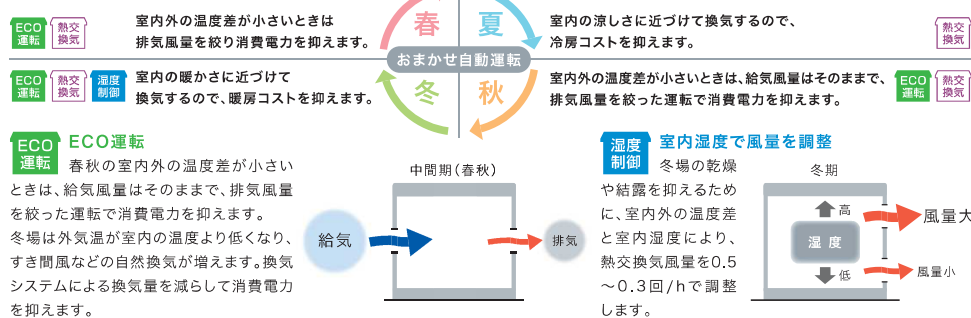 ECO
運転
熱交
換気
室内外の温度差が小さいときは
排気風量を絞り消費電力を抑えます。
春
夏
室内の涼しさに近づけて換気するので、
冷房コストを抑えます。
熱交
換気
おまかせ自動運転
ECO
運転
熱交
換気
湿度
制御
室内の暖かさに近づけて
換気するので、暖房コストを抑えます。
冬
秋
室内外の温度差が小さいときは、給気風量はそのままで、
排気風量を絞った運転で消費電力を抑えます。
ECO
運転
熱交
換気
ECO
運転
ECO運転
春秋の室内外の温度差が小さい
ときは、給気風量はそのままで、排気風量
を絞った運転で消費電力を抑えます。
冬場は外気温が室内の温度より低くなり、
すき間風などの自然換気が増えます。換気
システムによる換気量を減らして消費電力
を抑えます。
中間期(春秋)
給気
排気
湿度
制御
室内湿度で風量を調整
冬場の乾燥
や結露を抑えるため
に、室内外の温度差
と室内湿度により、
熱交換気風量を0.5
～0.3回/hで調整
します。
冬期
高
風量大
湿度
低
風量小